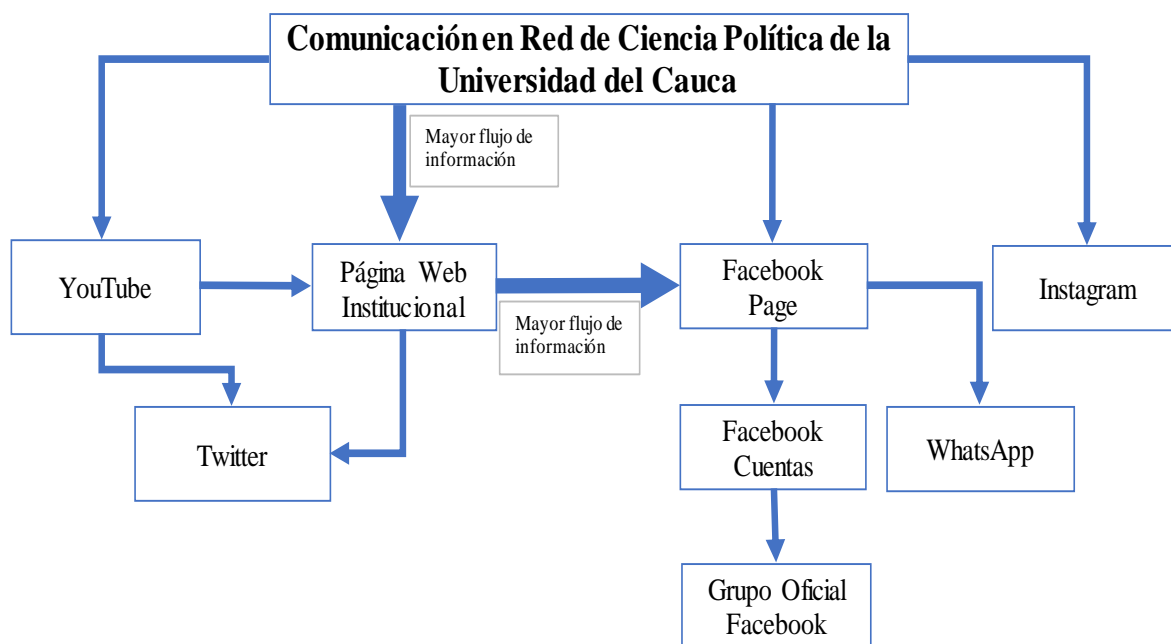 Comunicación en Red de Ciencia Política de la
Universidad del Cauca
Mayor flujo de
información
YouTube
Página Web
Institucional
Mayor flujo de
información
Facebook
Page
Instagram
Twitter
Facebook
Cuentas
WhatsApp
Grupo Oficial
Facebook